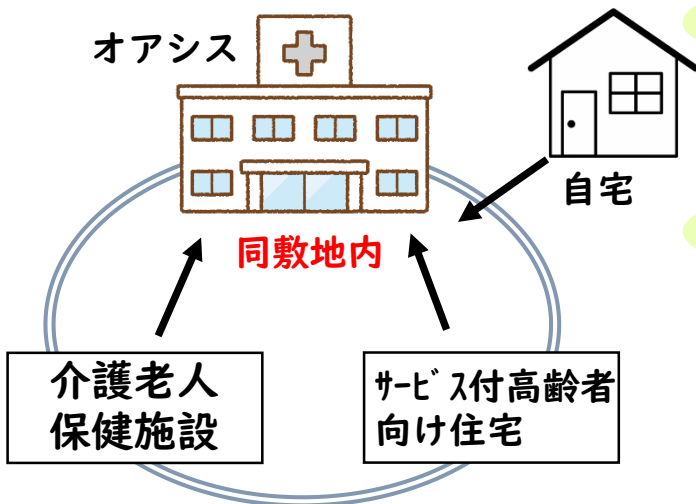 オアシス
自宅
同敷地内
介護老人
保健施設
ｻｰﾋﾞｽ付高齢者
向け住宅